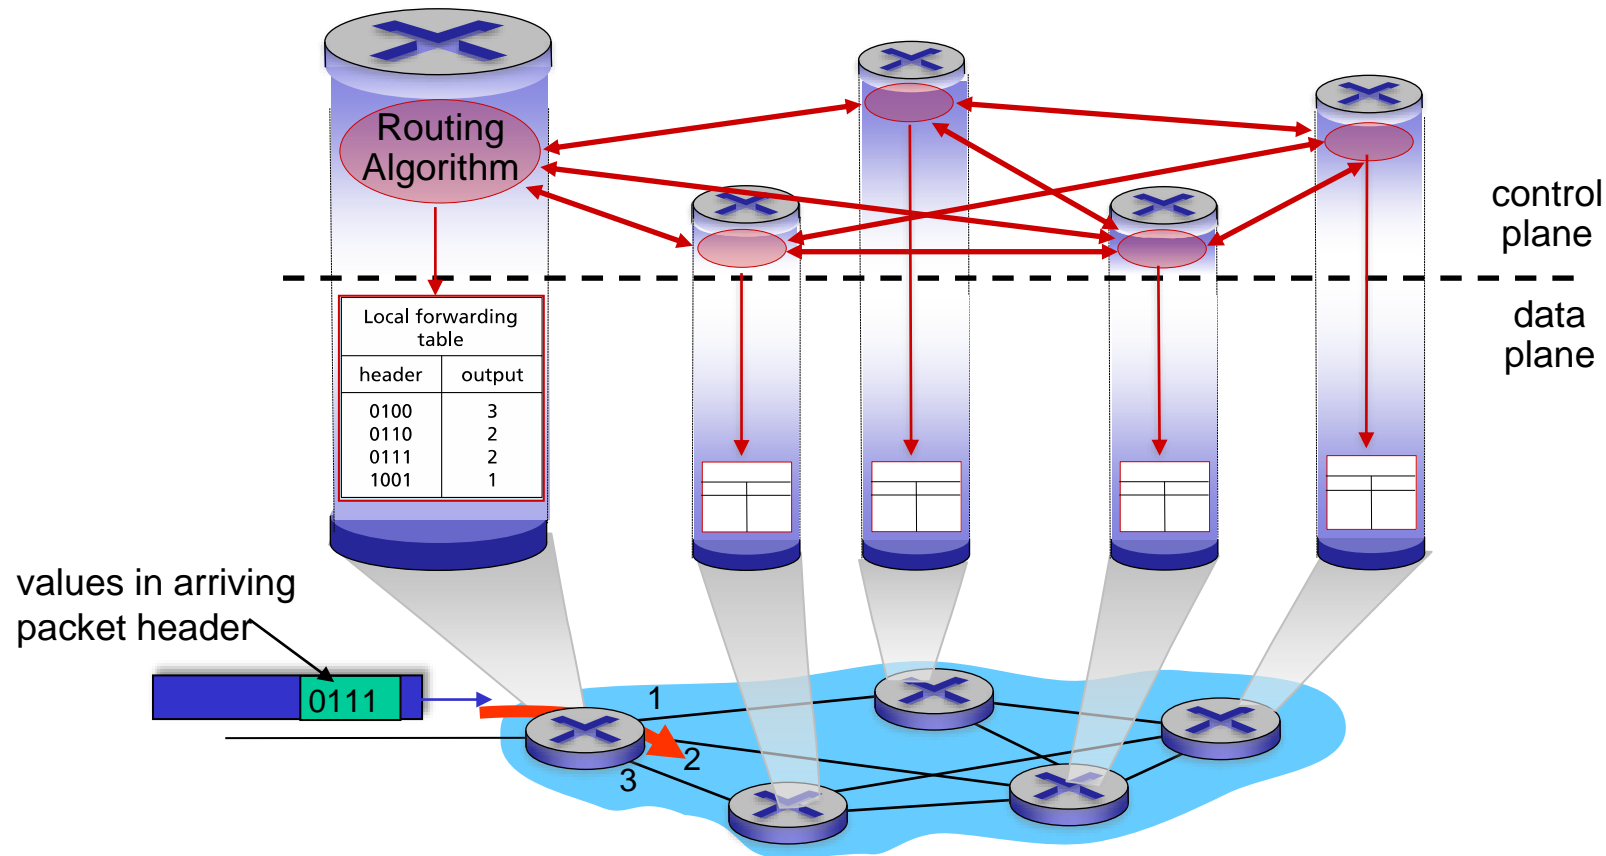 Routing
Algorithm
control
plane
data
plane
Local forwarding
table
header output
0100 3
0110 2
0111 2
1001 1
values in arriving
packet header
0111
1
2
3